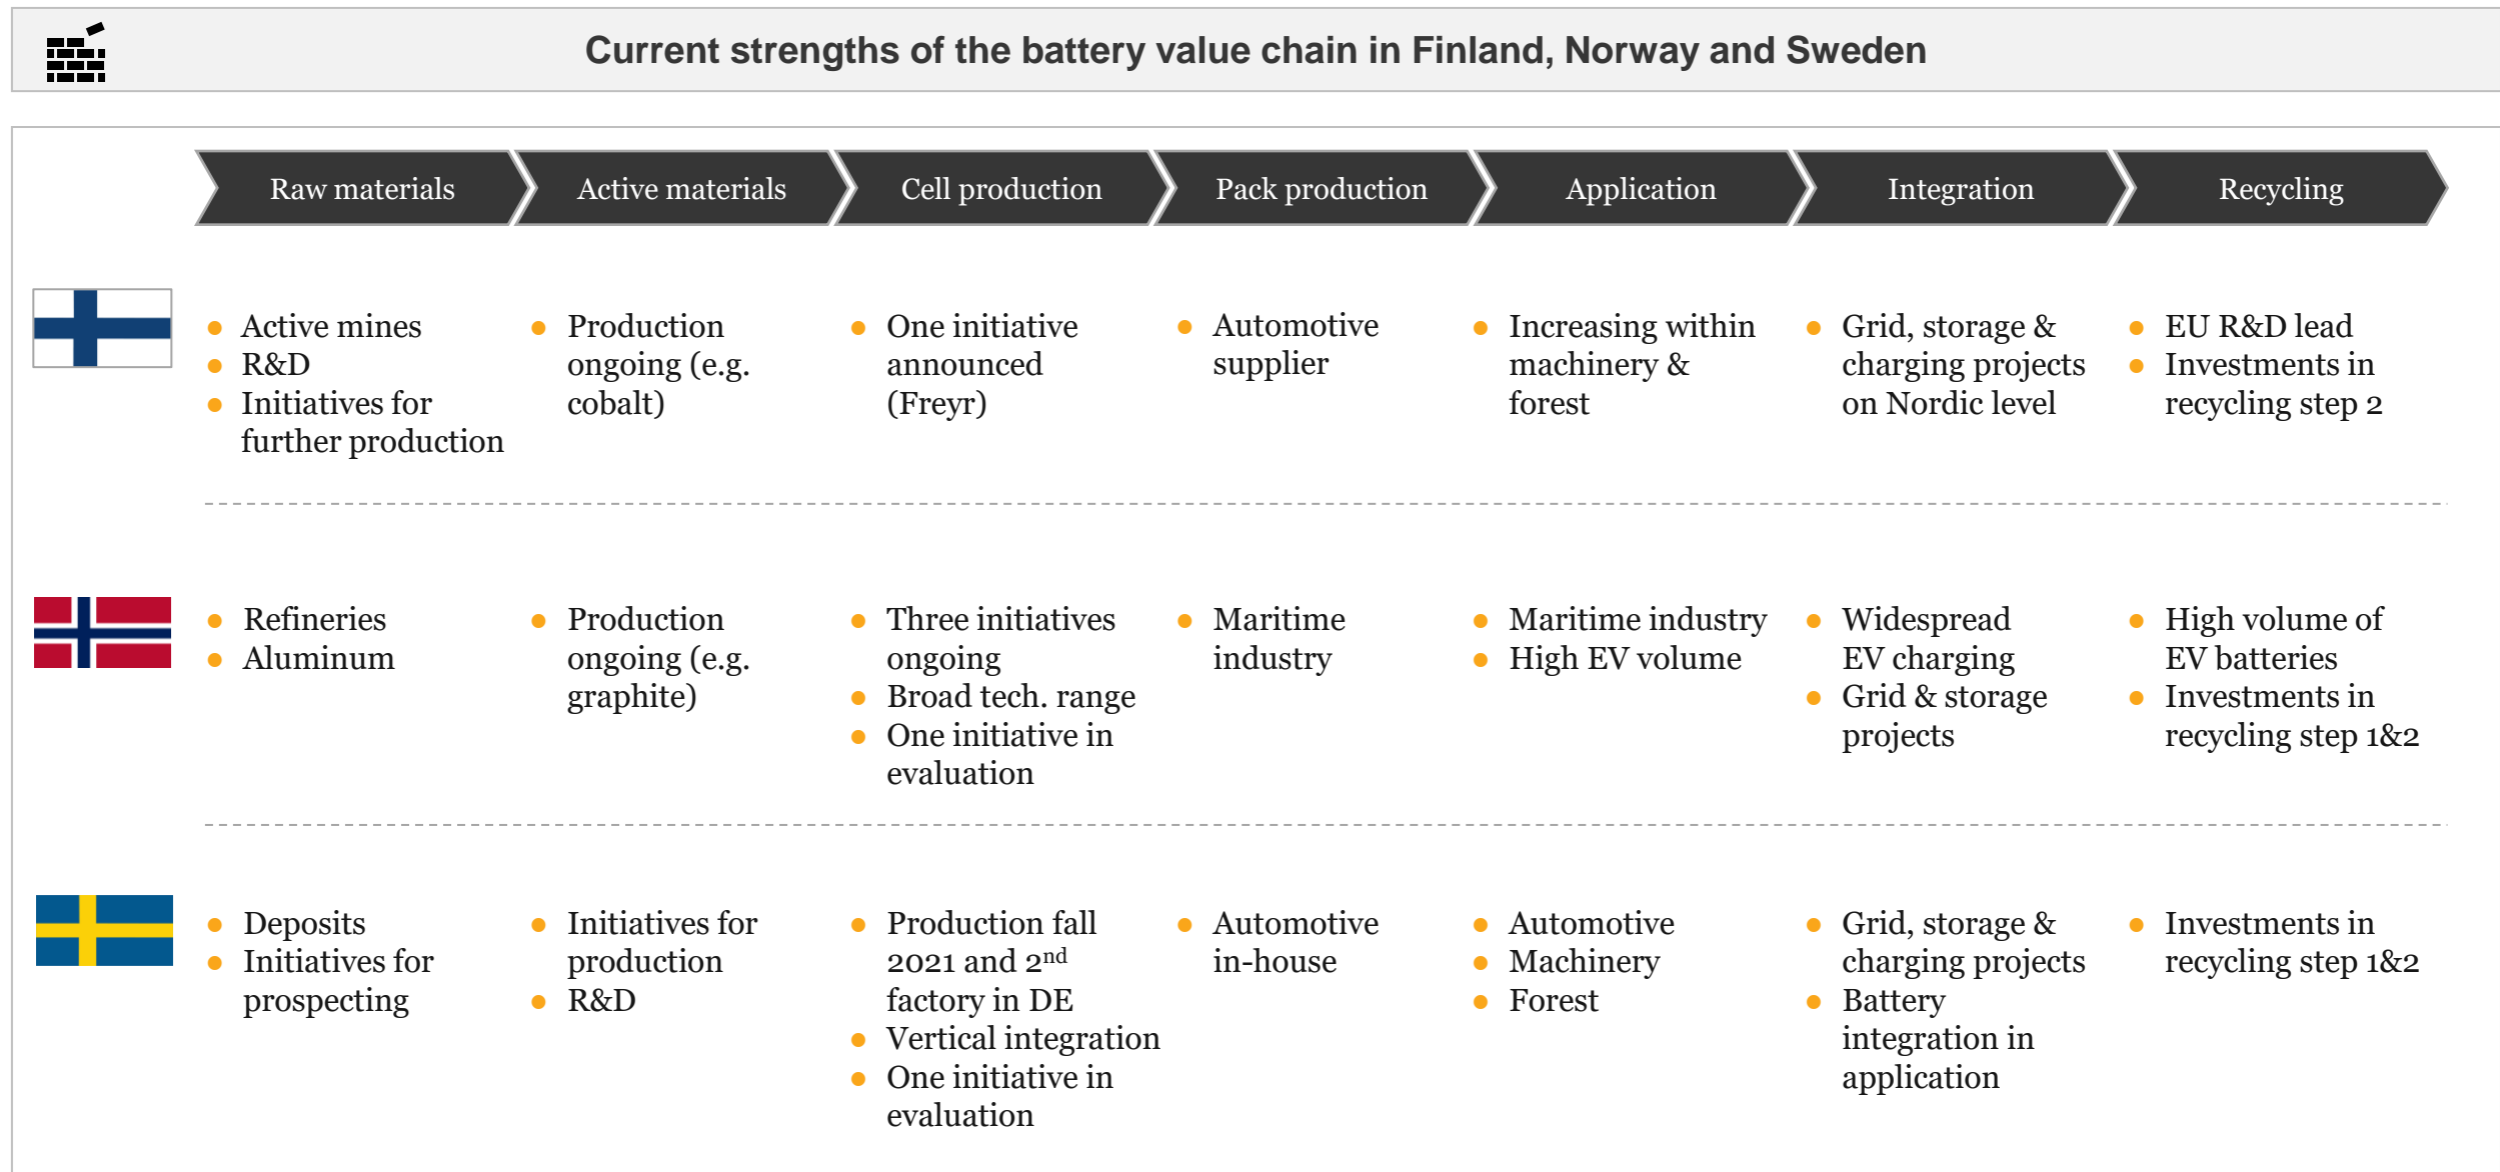 Current strengths of the battery value chain in Finland, Norway and Sweden
Raw materials
Active materials
Cell production
Pack production
Application
Integration
Recycling
● Active mines
● R&D
● Initiatives for
further production
● Production
ongoing (e.g.
cobalt)
● One initiative
announced
(Freyr)
● Automotive
supplier
● Increasing within
machinery &
forest
● Grid, storage &
charging projects
on Nordic level
● EU R&D lead
● Investments in
recycling step 2
● Refineries
● Aluminum
● Production
ongoing (e.g.
graphite)
● Three initiatives
ongoing
● Broad tech. range
● One initiative in
evaluation
● Maritime
industry
● Maritime industry
● High EV volume
● Widespread
EV charging
● Grid & storage
projects
● High volume of
EV batteries
● Investments in
recycling step 1&2
● Deposits
● Initiatives for
prospecting
● Initiatives for
production
● R&D
● Production fall
2021 and 2nd
factory in DE
● Vertical integration
● One initiative in
evaluation
● Automotive
in-house
● Automotive
● Machinery
● Forest
● Grid, storage &
charging projects
● Battery
integration in
application
● Investments in
recycling step 1&2